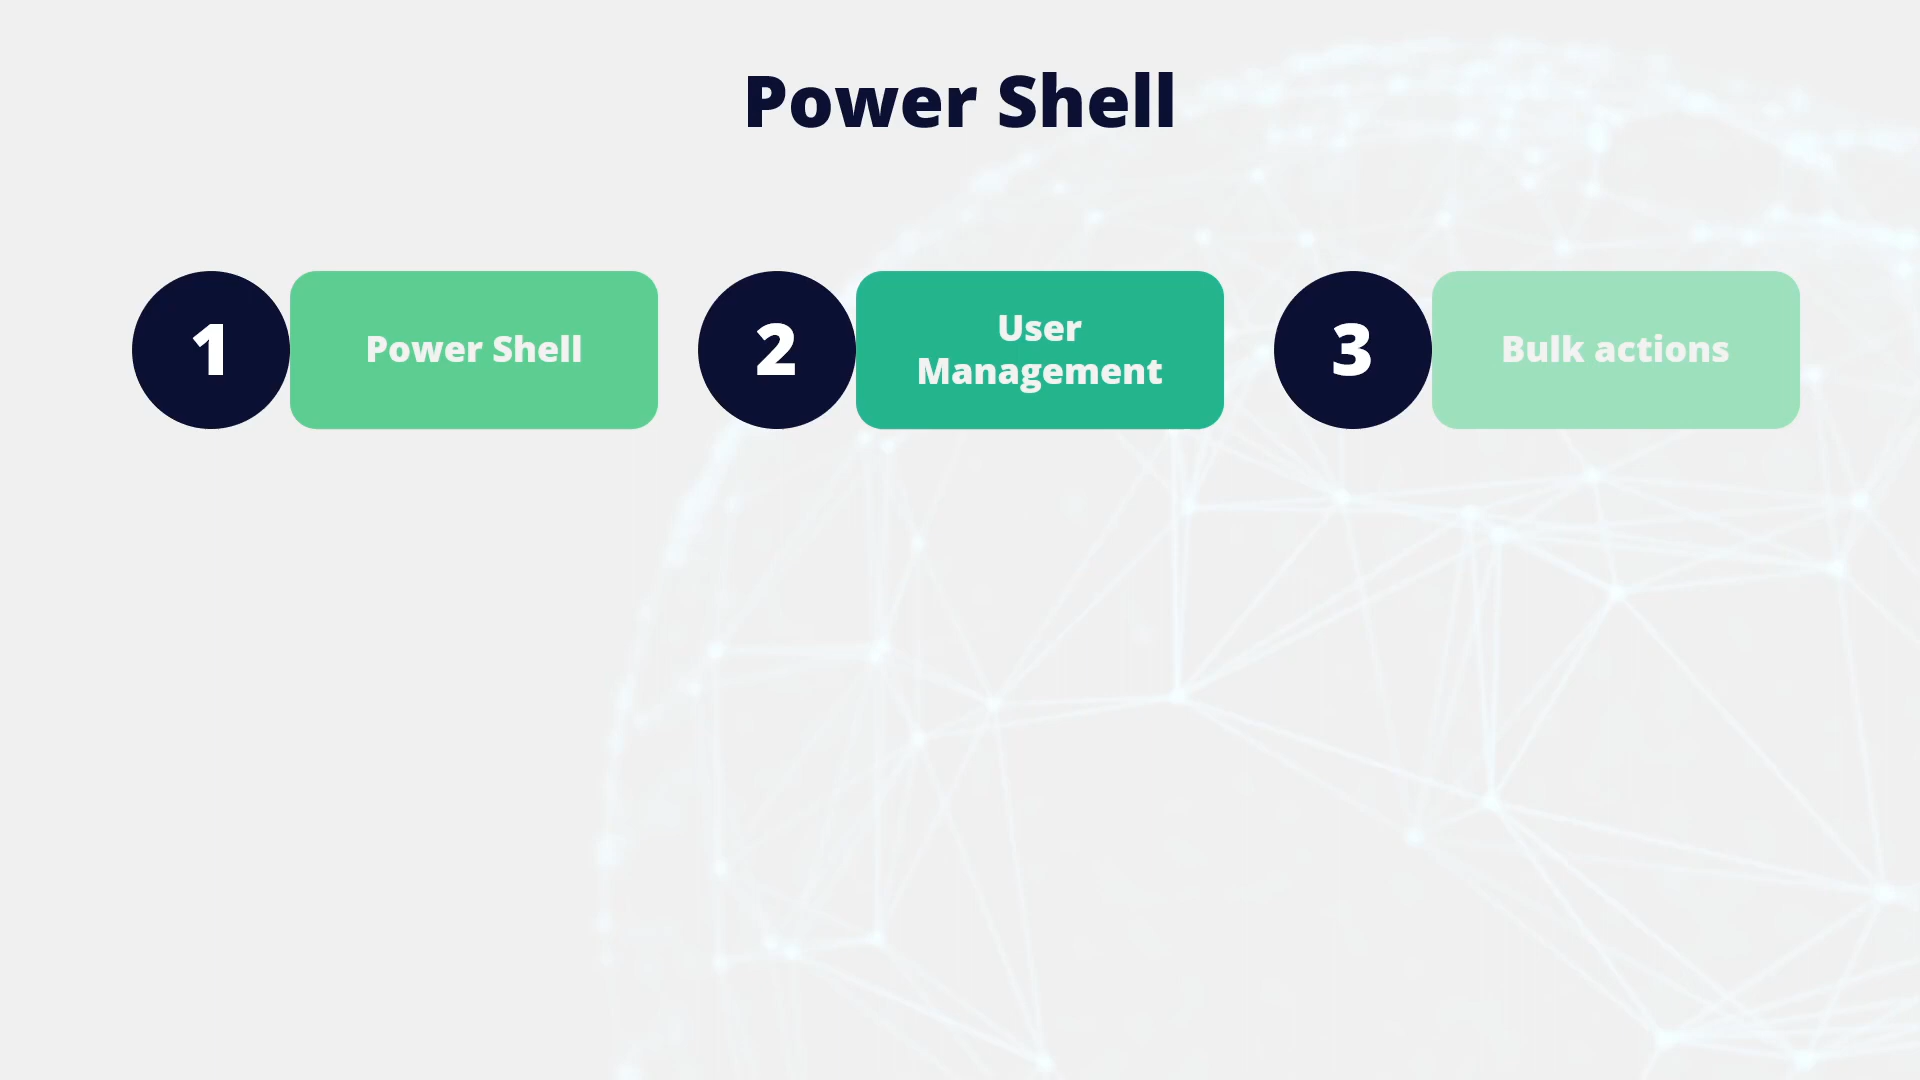 Power Shell
1
Power Shell
2
User
Management
3
Bulk actions